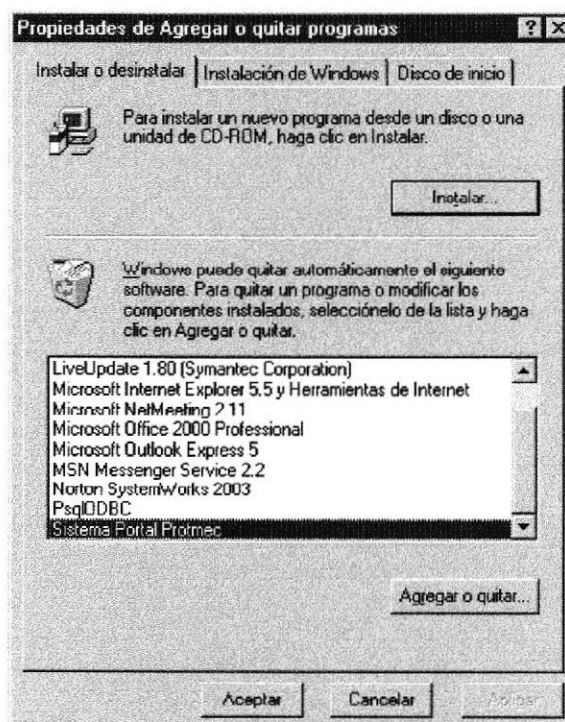 Propiedades de Agregar o quitar programas
Instalar o desinstalar Instalación de Windows Disco de inicio
Para instalar un nuevo programa desde un disco o una
unidad de CD-ROM, haga clic en Instalar.
Instalar...
Windows puede quitar automáticamente el siguiente
software. Para quitar un programa o modificar los
componentes instalados, selecciónelo de la lista y haga
clic en Agregar o quitar.
LiveUpdate 1.80 (Symantec Corporation)
Microsoft Internet Explorer 5.5 y Herramientas de Internet
Microsoft NetMeeting 2.11
Microsoft Office 2000 Professional
Microsoft Outlook Express 5
MSN Messenger Service 2.2
Norton SystemWorks 2003
PsqlODBC
Sistema Portal Protmec
Agregar o quitar...
Aceptar Cancelar Aplicar